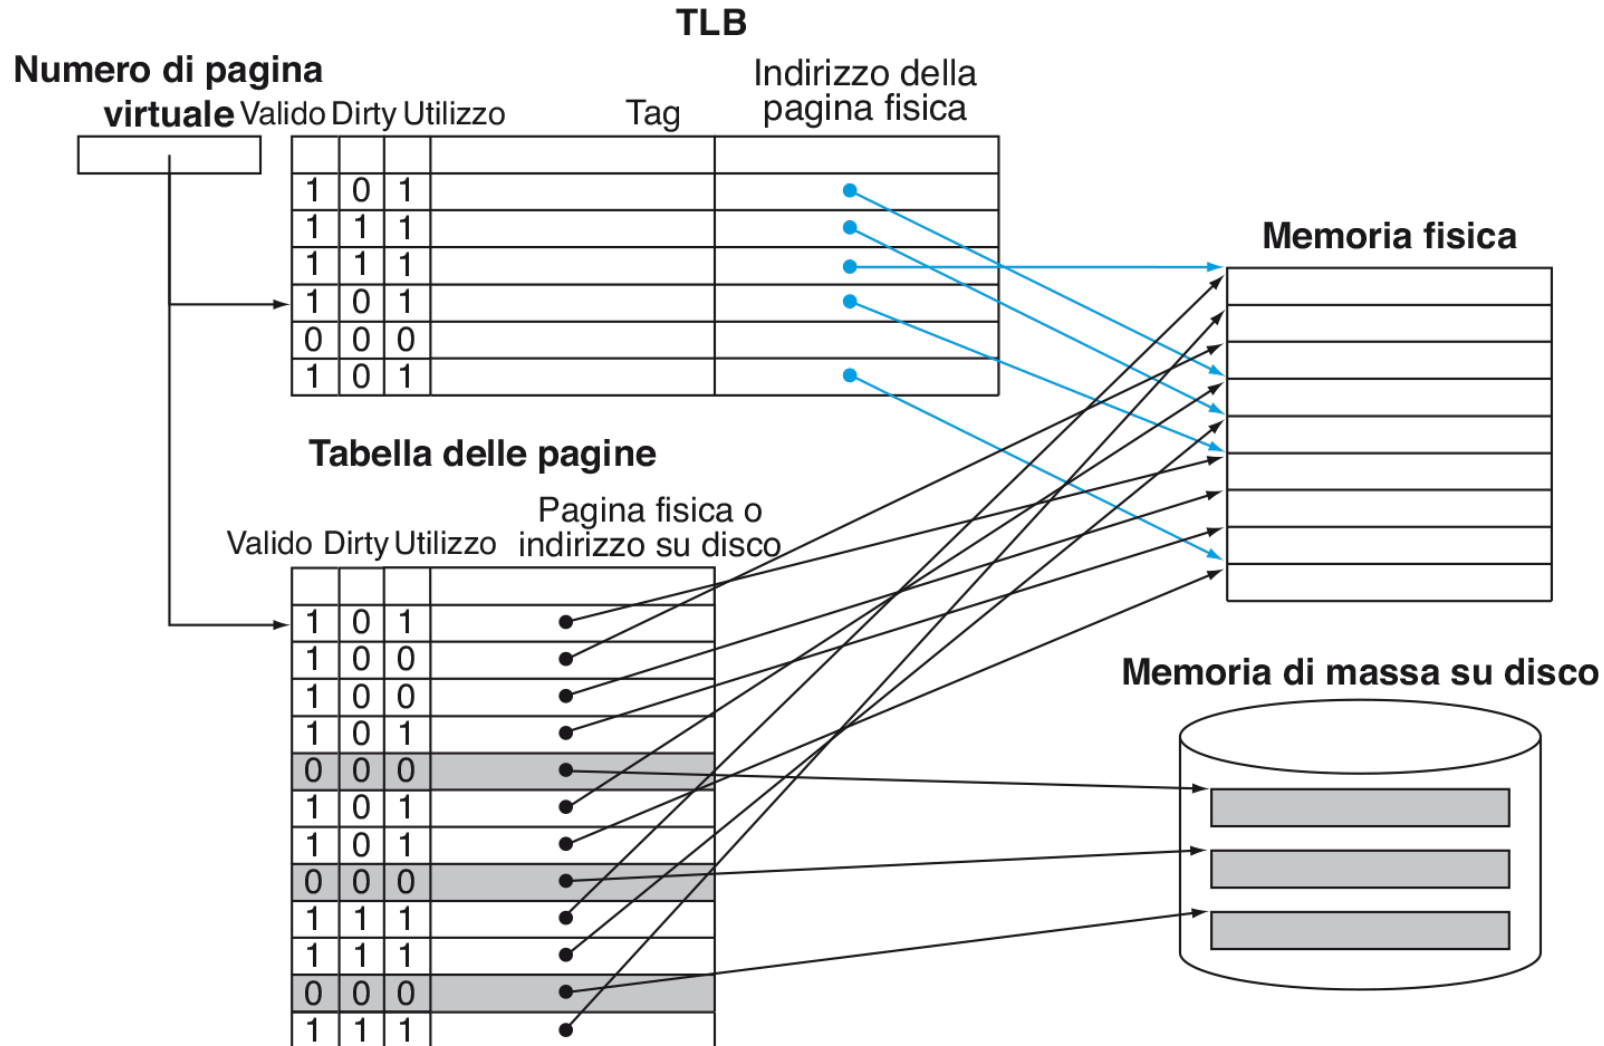 TLB
Numero di pagina
virtuale Valido Dirty Utilizzo Tag Indirizzo della
pagina fisica
1 0 1
1 1 1
1 1 1
1 0 1
0 0 0
1 0 1
Memoria fisica
Tabella delle pagine
Valido Dirty Utilizzo Pagina fisica o
indirizzo su disco
1 0 1
1 0 0
1 0 0
1 0 1
0 0 0
1 0 1
1 0 1
0 0 0
1 1 1
1 1 1
0 0 0
1 1 1
Memoria di massa su disco